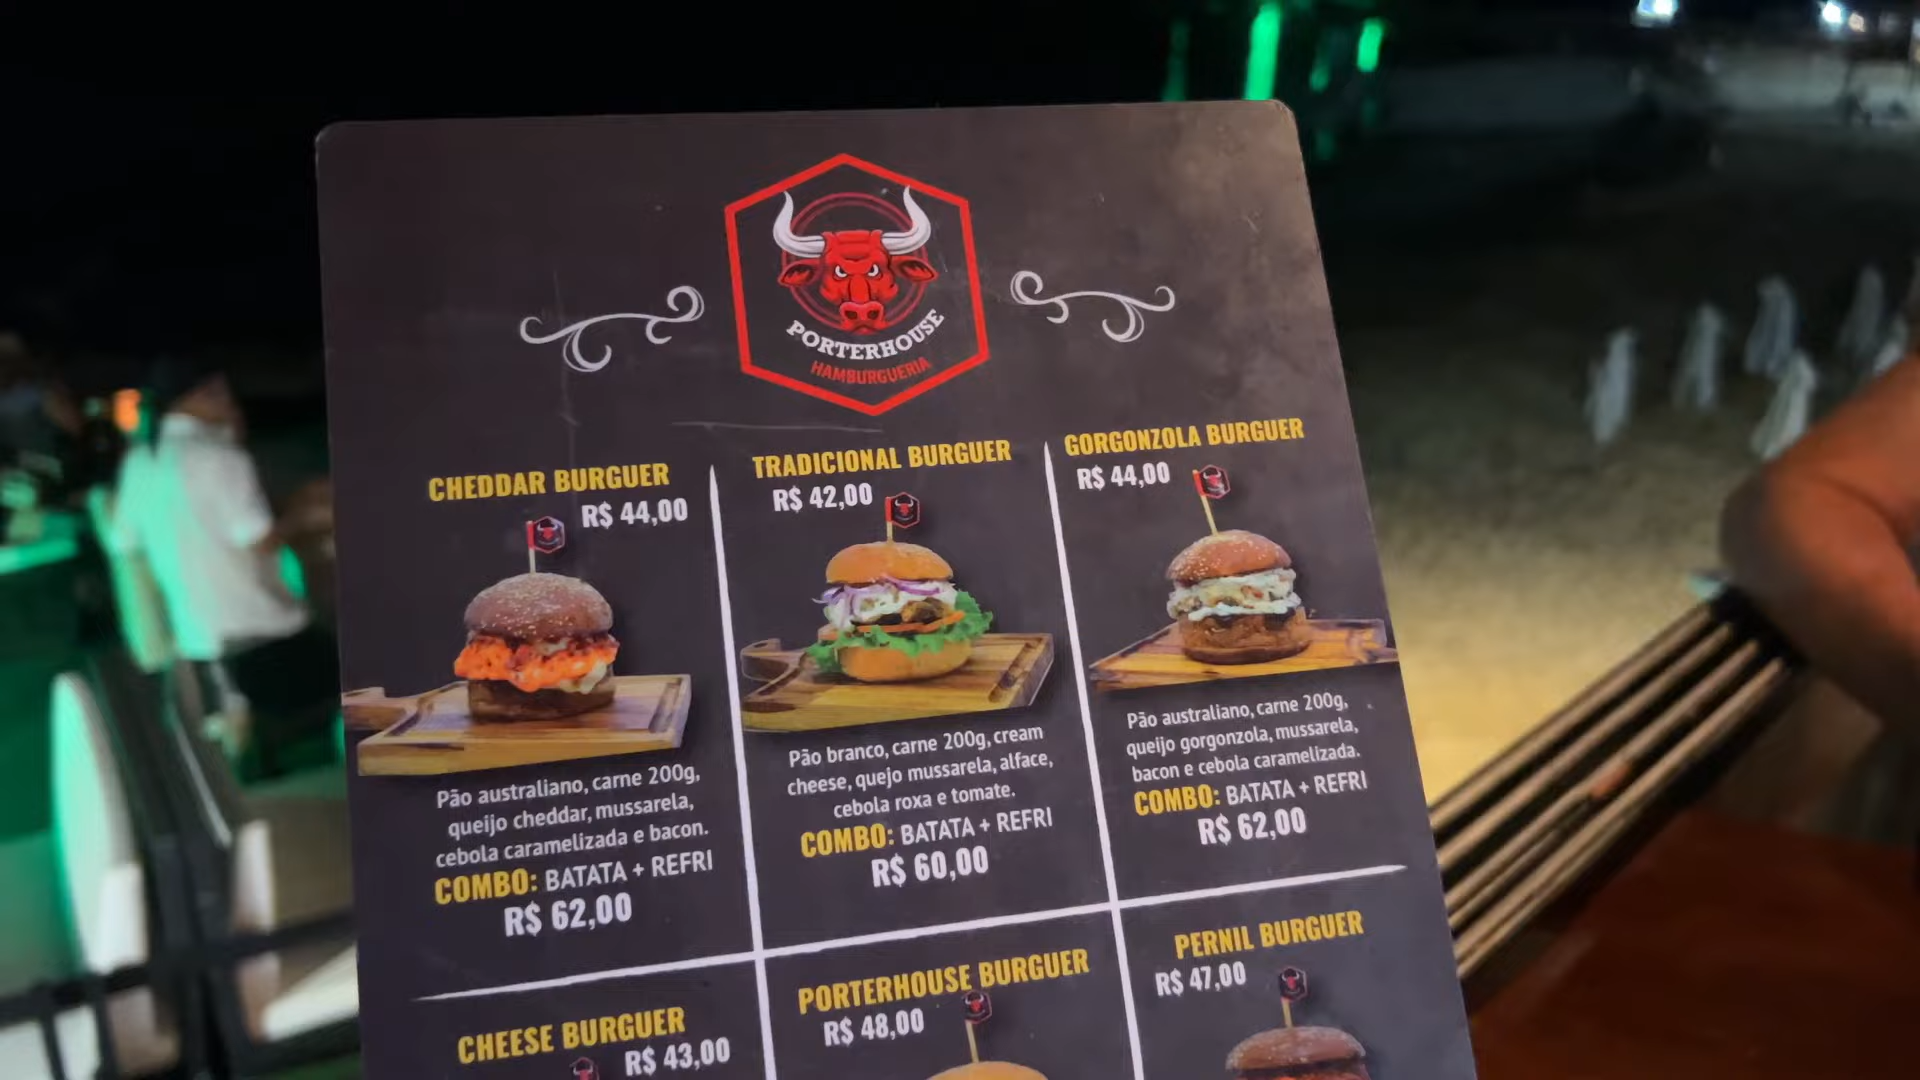 PORTERHOUSE
HAMBURGUERIA
CHEDDAR BURGUER
R$ 44,00
Pão australiano, carne 200g,
queijo cheddar, mussarela,
cebola caramelizada e bacon.
COMBO: BATATA + REFRI
R$ 62,00
TRADICIONAL BURGUER
R$ 42,00
Pão branco, carne 200g, cream
cheese, quejo mussarela, alface,
cebola roxa e tomate.
COMBO: BATATA + REFRI
R$ 60,00
GORGONZOLA BURGUER
R$ 44,00
Pão australiano, carne 200g,
queijo gorgonzola, mussarela,
bacon e cebola caramelizada.
COMBO: BATATA + REFRI
R$ 62,00
CHEESE BURGUER
R$ 43,00
PORTERHOUSE BURGUER
R$ 48,00
PERNIL BURGUER
R$ 47,00